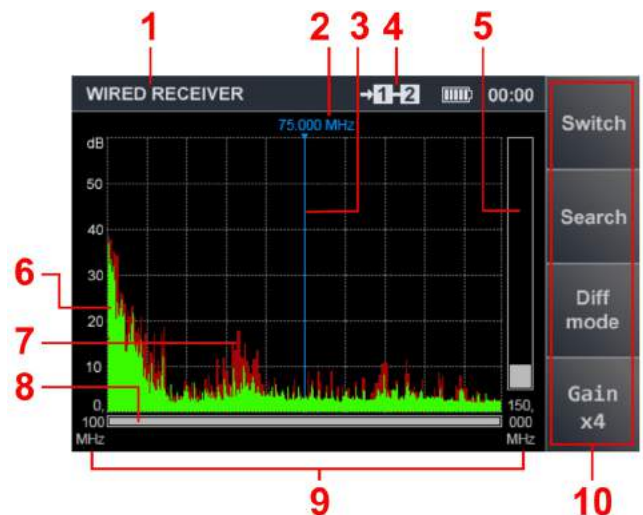 1
2
3
4
5
WIRED RECEIVER
→1-2
00:00
75.000 MHz
dB
50
40
30
20
10
0,
100
MHz
150,
000
MHz
Switch
Search
Diff
mode
Gain
x4
6
7
8
9
10